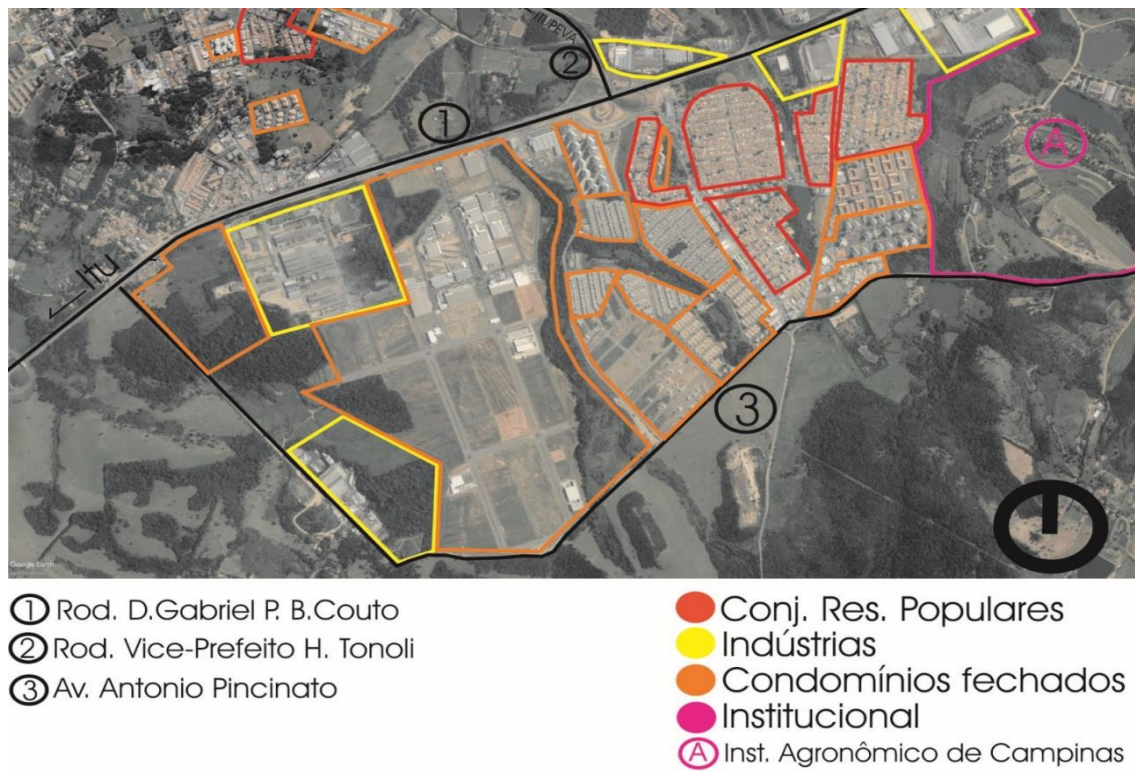 ITUPEVA
2
1
A
Itu
3
Google Earth
1 Rod. D.Gabriel P. B.Couto
2 Rod. Vice-Prefeito H. Tonoli
3 Av. Antonio Pincinato
Conj. Res. Populares
Indústrias
Condomínios fechados
Institucional
A Inst. Agronômico de Campinas